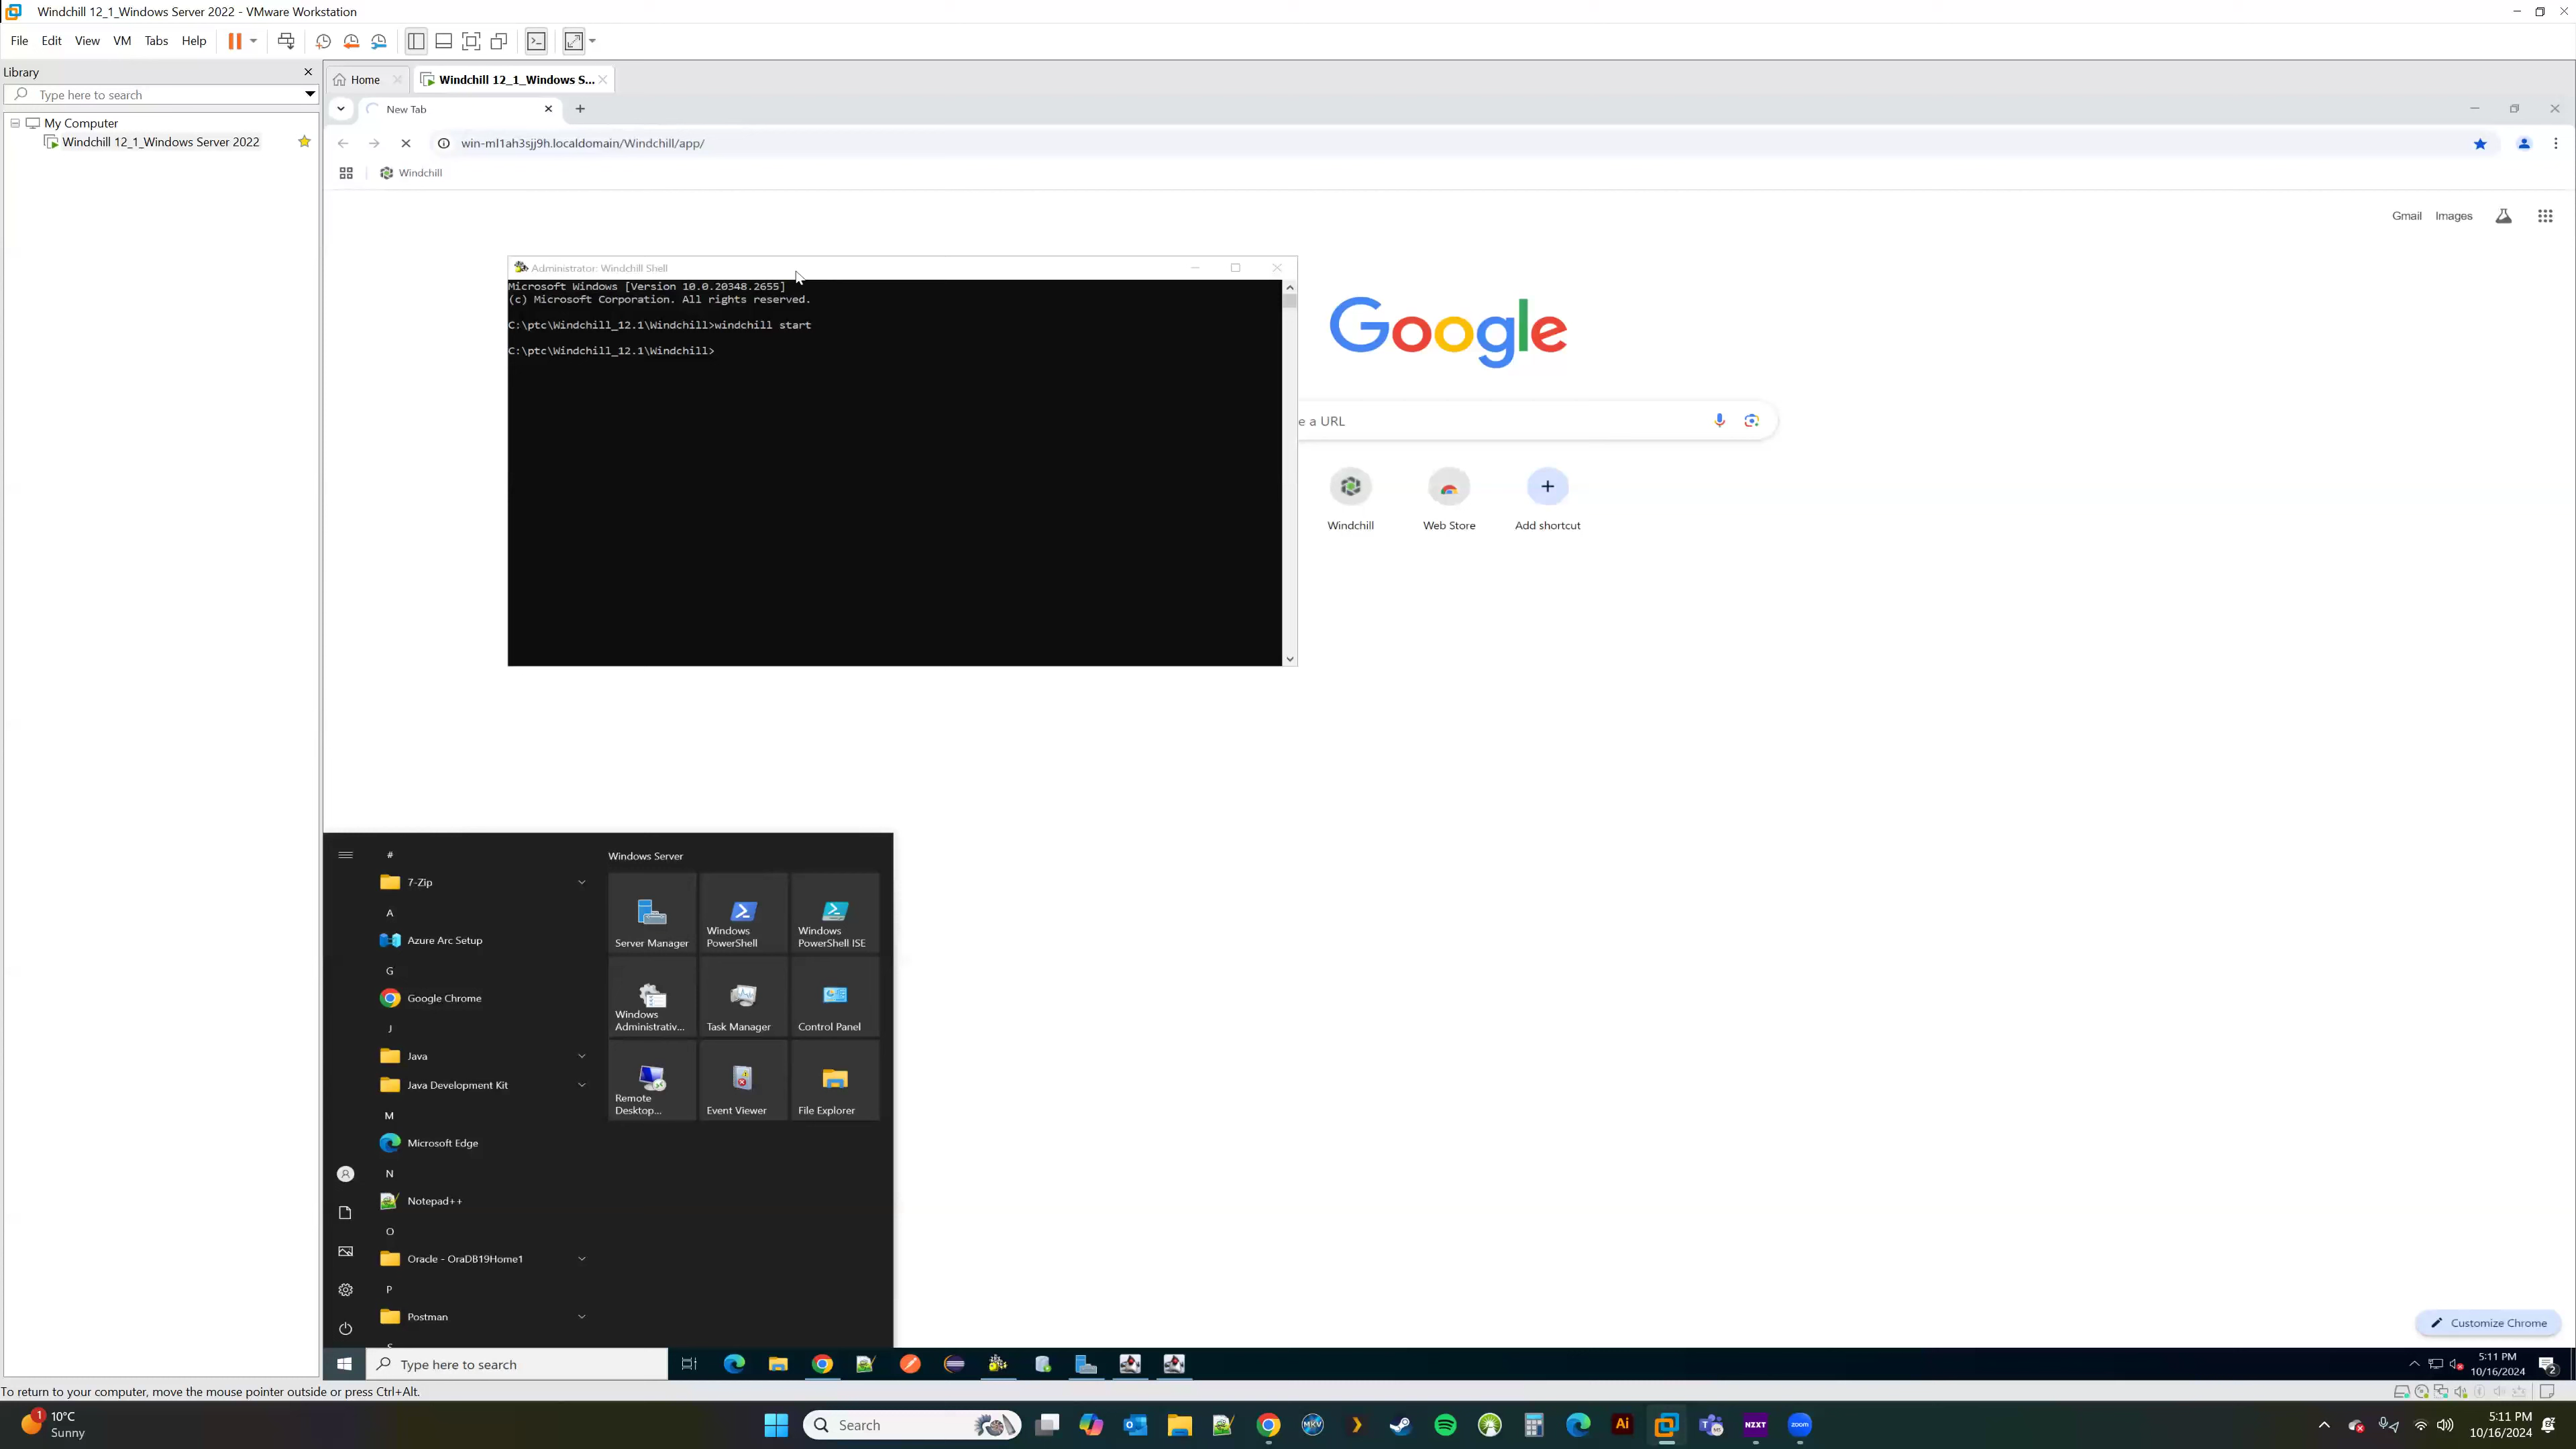 Windchill 12_1_Windows Server 2022 - VMware Workstation
File Edit View VM Tabs Help
Library
Type here to search
My Computer
Windchill 12_1_Windows Server 2022
Home
Windchill 12_1_Windows S...
New Tab
win-ml1ah3sjj9h.localdomain/Windchill/app/
Windchill
Gmail Images
Administrator: Windchill Shell
Microsoft Windows [Version 10.0.20348.2655]
(c) Microsoft Corporation. All rights reserved.
C:\ptc\Windchill_12.1\Windchill>windchill start
C:\ptc\Windchill_12.1\Windchill>
Google
e a URL
Windchill
Web Store
Add shortcut
#
7-Zip
A
Azure Arc Setup
G
Google Chrome
J
Java
Java Development Kit
M
Microsoft Edge
N
Notepad++
O
Oracle - OraDB19Home1
P
Postman
Windows Server
Server Manager
Windows PowerShell
Windows PowerShell ISE
Windows Administrativ...
Task Manager
Control Panel
Remote Desktop...
Event Viewer
File Explorer
Customize Chrome
Type here to search
5:11 PM
10/16/2024
2
To return to your computer, move the mouse pointer outside or press Ctrl+Alt.
1
10°C
Sunny
Search
MKV
Ai
NZXT
zoom
5:11 PM
10/16/2024